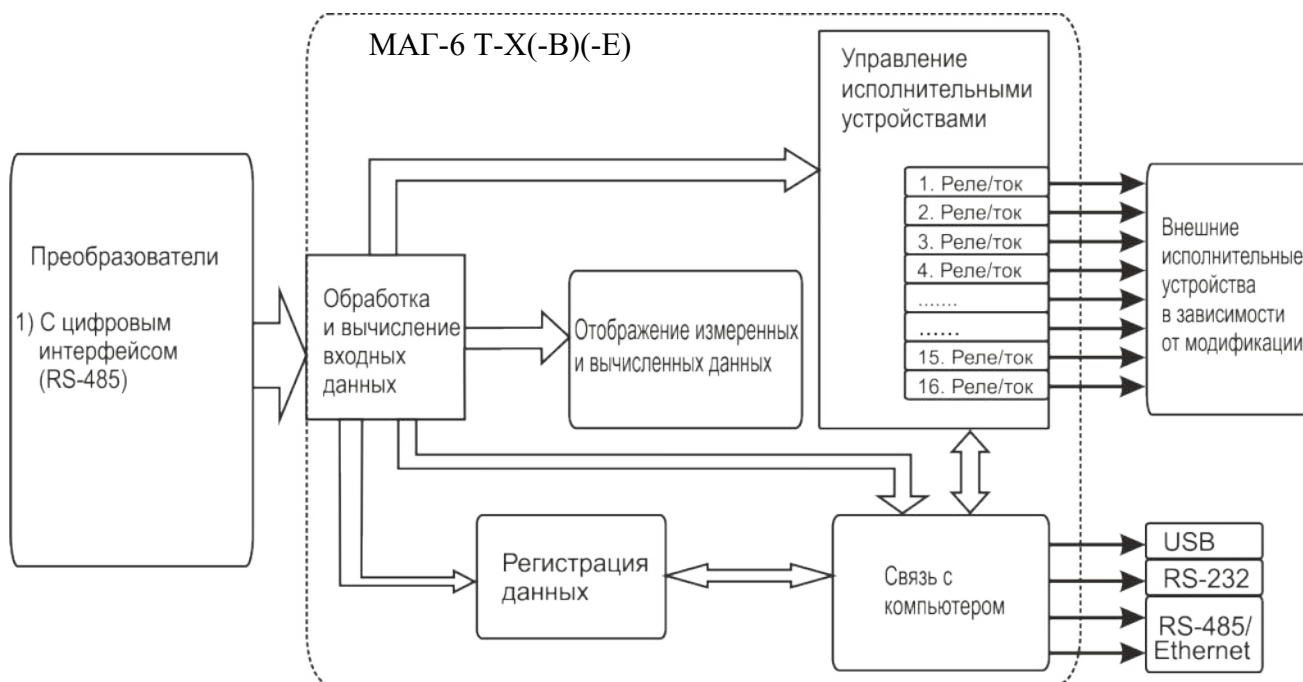 МАГ-6 Т-Х(-В)(-Е)
Преобразователи
1) С цифровым
интерфейсом
(RS-485)
Обработка
и вычисление
входных
данных
Отображение измеренных
и вычисленных данных
Управление
исполнительными
устройствами
1. Реле/ток
2. Реле/ток
3. Реле/ток
4. Реле/ток
.......
......
15. Реле/ток
16. Реле/ток
Внешние
исполнительные
устройства
в зависимости
от модификации
Регистрация
данных
Связь с
компьютером
USB
RS-232
RS-485/
Ethernet